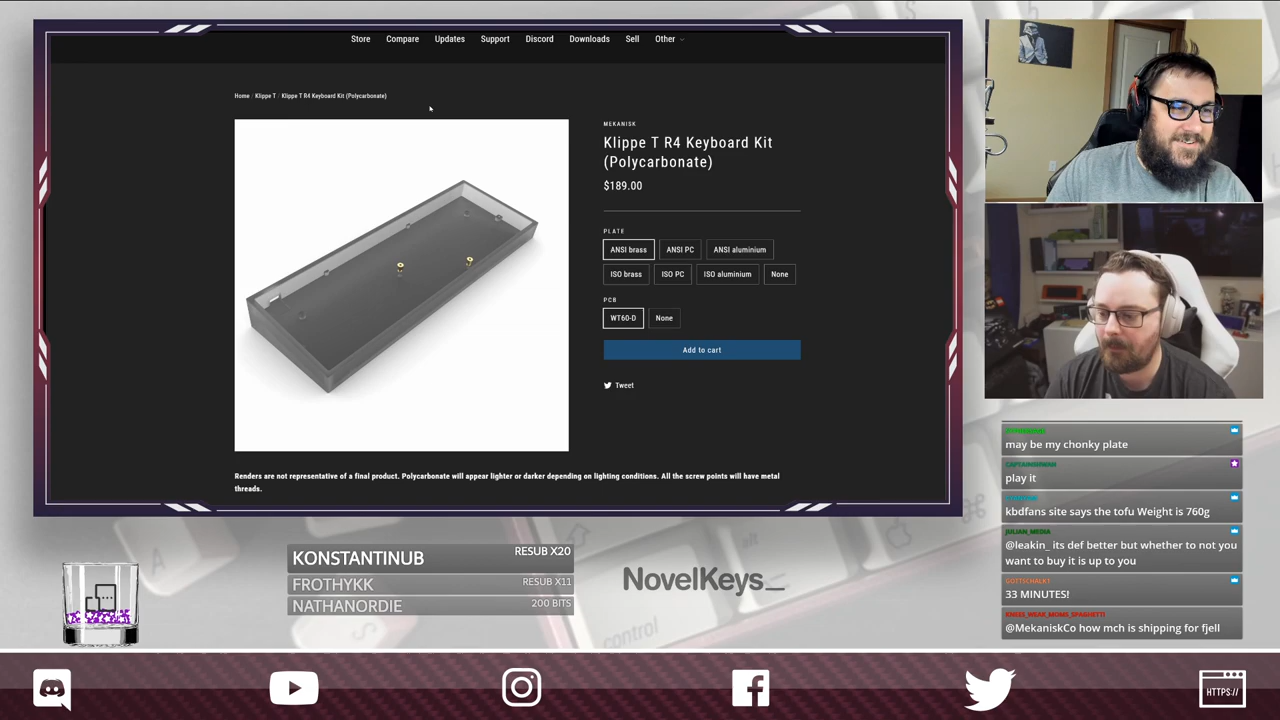 Store Compare Updates Support Discord Downloads Sell Other
Home / Klippe T / Klippe T R4 Keyboard Kit (Polycarbonate)
MEKANISK
Klippe T R4 Keyboard Kit
(Polycarbonate)
$189.00
PLATE
ANSI brass ANSI PC ANSI aluminium
ISO brass ISO PC ISO aluminium None
PCB
WT60-D None
Add to cart
Tweet
Renders are not representative of a final product. Polycarbonate will appear lighter or darker depending on lighting conditions. All the screw points will have metal
threads.
may be my chonky plate
play it
kbdfans site says the tofu Weight is 760g
JULIAN_MEDIA
@leakin_ its def better but whether to not you
want to buy it is up to you
GOTTSCHALKT
33 MINUTES!
KNEES_WEAK_MOMS_SPAGHETTI
@MekaniskCo how mch is shipping for fjell
KONSTANTINUB RESUB X20
FROTHYKK RESUB X11
NATHANORDIE 200 BITS
NovelKeys_
control
HTTPS://